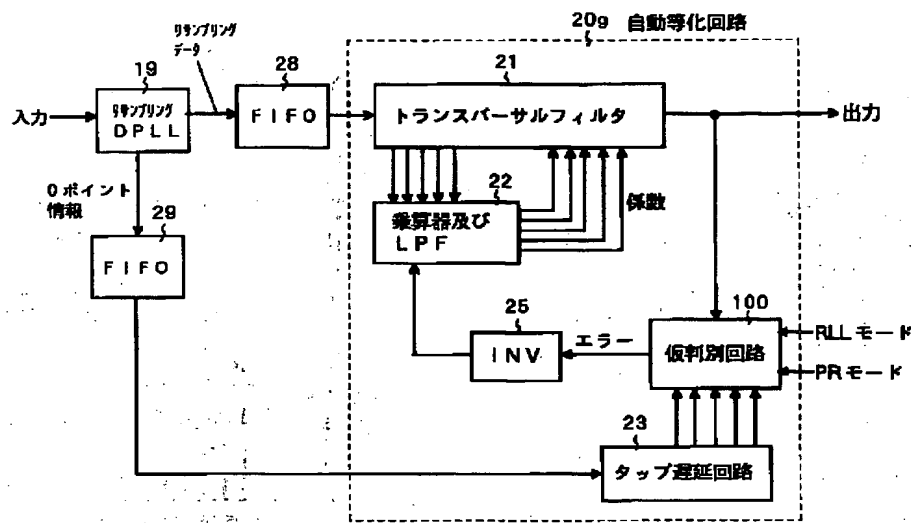 20g 自動等化回路
リサンプリング
データ
19
28
21
入力
リサンプリング
DPLL
FIFO
トランスバーサルフィルタ
出力
0ポイント
情報
22
係数
乗算器及び
LPF
29
FIFO
25
INV
エラー
100
仮判別回路
RLLモード
PRモード
23
タップ遅延回路